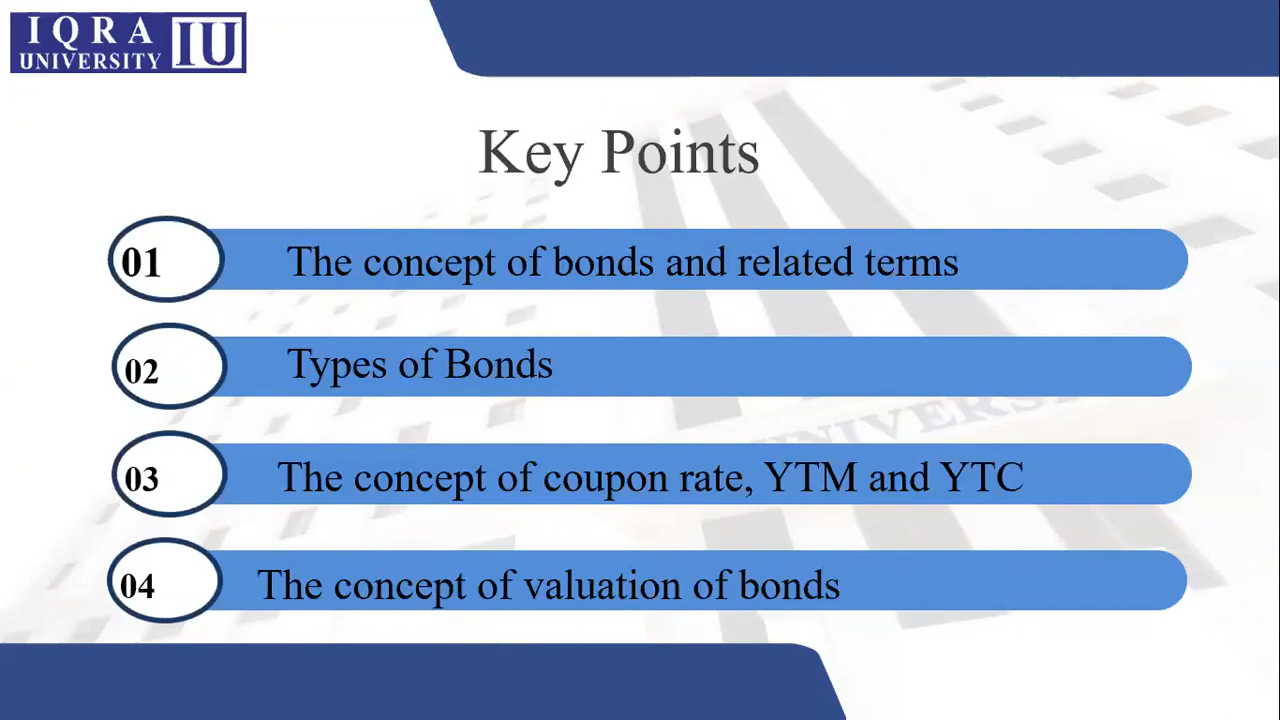 IQRA
UNIVERSITY IU
Key Points
01 The concept of bonds and related terms
02 Types of Bonds
03 The concept of coupon rate, YTM and YTC
04 The concept of valuation of bonds